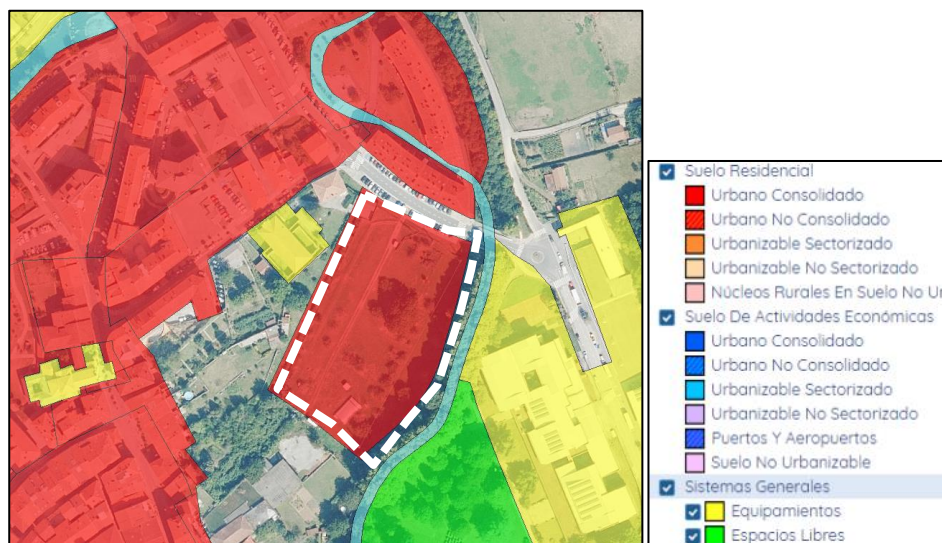 Suelo Residencial
Urbano Consolidado
Urbano No Consolidado
Urbanizable Sectorizado
Urbanizable No Sectorizado
Núcleos Rurales En Suelo No Ur
Suelo De Actividades Económicas
Urbano Consolidado
Urbano No Consolidado
Urbanizable Sectorizado
Urbanizable No Sectorizado
Puertos Y Aeropuertos
Suelo No Urbanizable
Sistemas Generales
Equipamientos
Espacios Libres